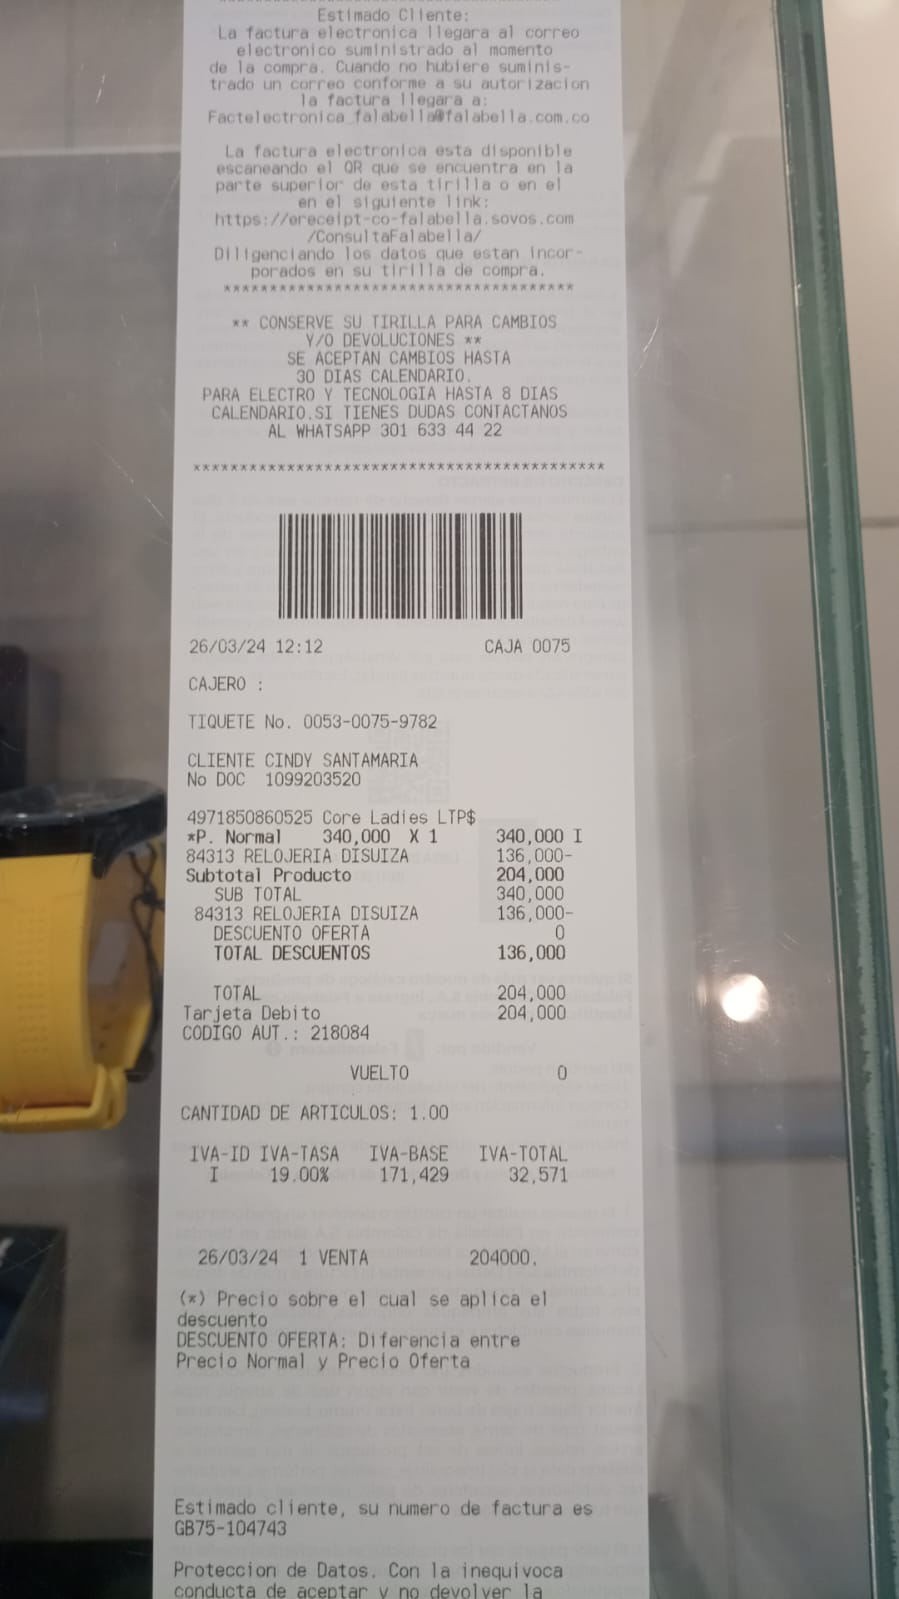 Estimado Cliente:
La factura electronica llegara al correo
electronico suministrado al momento
de la compra. Cuando no hubiere suminis-
trado un correo conforme a su autorizacion
la factura llegara a:
Factelectronica_falabella@falabella.com.co
La factura electronica esta disponible
escaneando el QR que se encuentra en la
parte superior de esta tirilla o en el
en el siguiente link:
https://ereceipt-co-falabella.sovos.com
/ConsultaFalabella/
Diligenciando los datos que estan incor-
porados en su tirilla de compra.
**************************************
** CONSERVE SU TIRILLA PARA CAMBIOS
Y/O DEVOLUCIONES **
SE ACEPTAN CAMBIOS HASTA
30 DIAS CALENDARIO.
PARA ELECTRO Y TECNOLOGIA HASTA 8 DIAS
CALENDARIO.SI TIENES DUDAS CONTACTANOS
AL WHATSAPP 301 633 44 22
********************************************
26/03/24 12:12 CAJA 0075
CAJERO :
TIQUETE No. 0053-0075-9782
CLIENTE CINDY SANTAMARIA
No DOC 1099203520
4971850860525 Core Ladies LTP$
*P. Normal 340,000 X 1 340,000 I
84313 RELOJERIA DISUIZA 136,000-
Subtotal Producto 204,000
SUB TOTAL 340,000
84313 RELOJERIA DISUIZA 136,000-
DESCUENTO OFERTA 0
TOTAL DESCUENTOS 136,000
TOTAL 204,000
Tarjeta Debito 204,000
CODIGO AUT.: 218084
VUELTO 0
CANTIDAD DE ARTICULOS: 1.00
IVA-ID IVA-TASA IVA-BASE IVA-TOTAL
I 19.00% 171,429 32,571
26/03/24 1 VENTA 204000.
(*) Precio sobre el cual se aplica el
descuento
DESCUENTO OFERTA: Diferencia entre
Precio Normal y Precio Oferta
Estimado cliente, su numero de factura es
GB75-104743
Proteccion de Datos. Con la inequivoca
conducta de aceptar y no devolver la